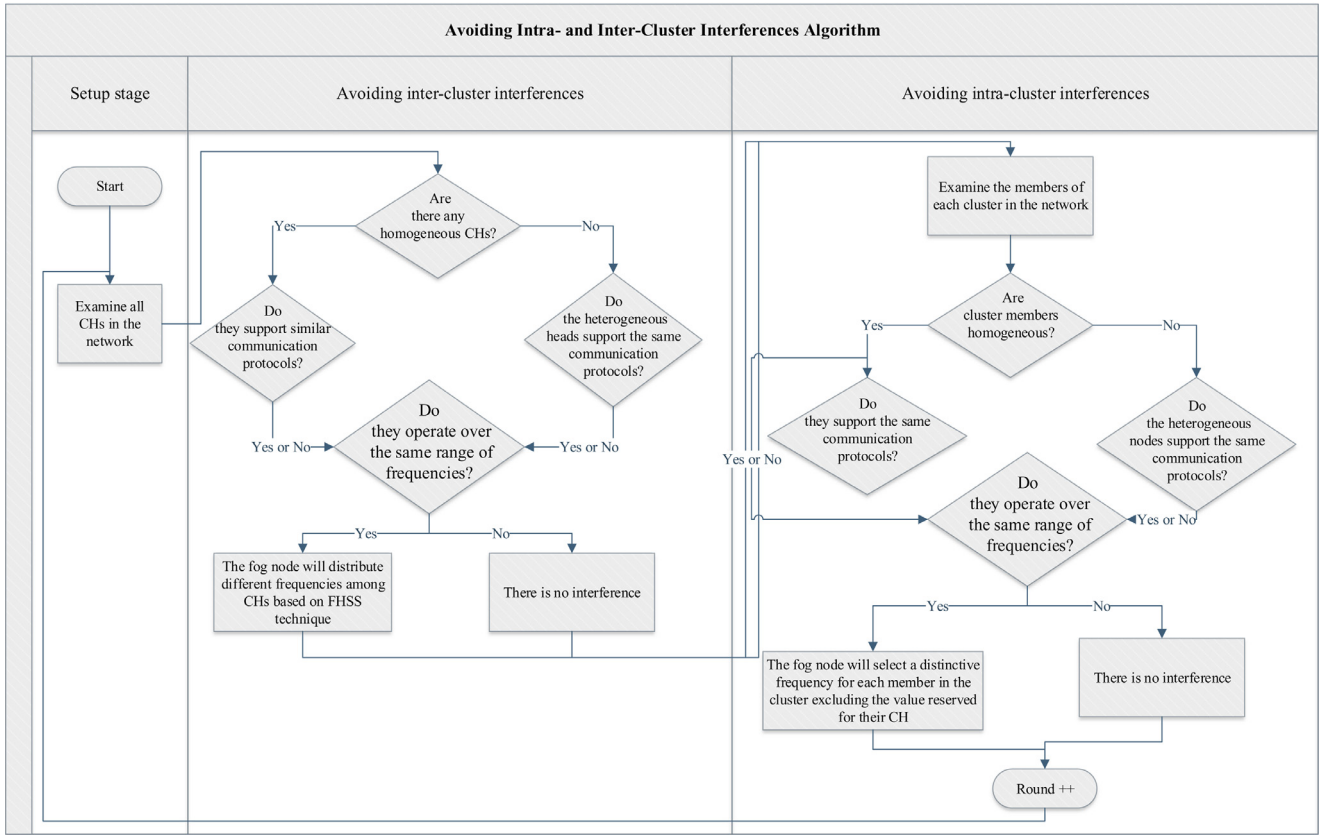 Avoiding Intra- and Inter-Cluster Interferences Algorithm
Setup stage
Avoiding inter-cluster interferences
Avoiding intra-cluster interferences
Start
Examine all
CHs in the
network
Are
there any
homogeneous CHs?
Yes
No
Do
they support similar
communication
protocols?
Do
the heterogeneous
heads support the same
communication
protocols?
Yes or No
Yes or No
Do
they operate over
the same range of
frequencies?
Yes
No
The fog node will distribute
different frequencies among
CHs based on FHSS
technique
There is no interference
Examine the members of
each cluster in the network
Are
cluster members
homogeneous?
Yes
No
Do
they support the same
communication
protocols?
Do
the heterogeneous
nodes support the same
communication
protocols?
Yes or No
Yes or No
Do
they operate over
the same range of
frequencies?
Yes
No
The fog node will select a distinctive
frequency for each member in the
cluster excluding the value reserved
for their CH
There is no interference
Round ++